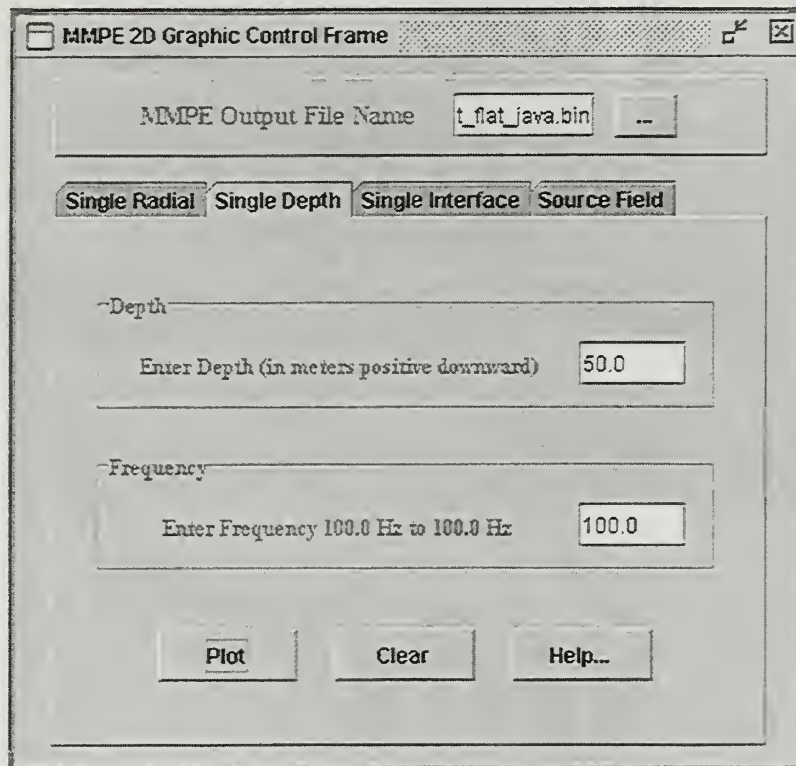 MMPE 2D Graphic Control Frame
MMPE Output File Name t_flat_java.bin ...
Single Radial Single Depth Single Interface Source Field
Depth
Enter Depth (in meters positive downward) 50.0
Frequency
Enter Frequency 100.0 Hz to 100.0 Hz 100.0
Plot Clear Help...